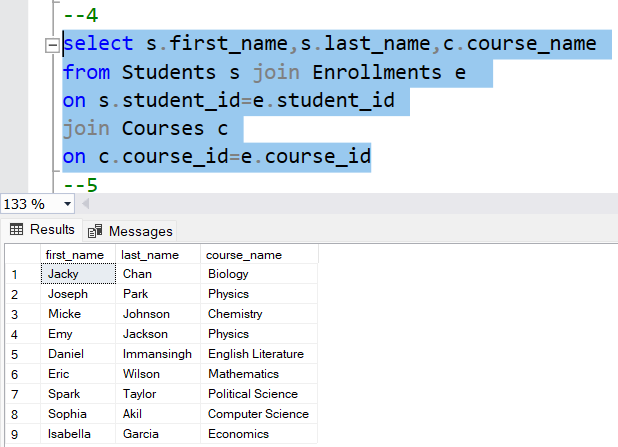 --4
select s.first_name,s.last_name,c.course_name
from Students s join Enrollments e
on s.student_id=e.student_id
join Courses c
on c.course_id=e.course_id
--5
133 %
Results Messages
first_name last_name course_name
1 Jacky Chan Biology
2 Joseph Park Physics
3 Micke Johnson Chemistry
4 Emy Jackson Physics
5 Daniel Immansingh English Literature
6 Eric Wilson Mathematics
7 Spark Taylor Political Science
8 Sophia Akil Computer Science
9 Isabella Garcia Economics